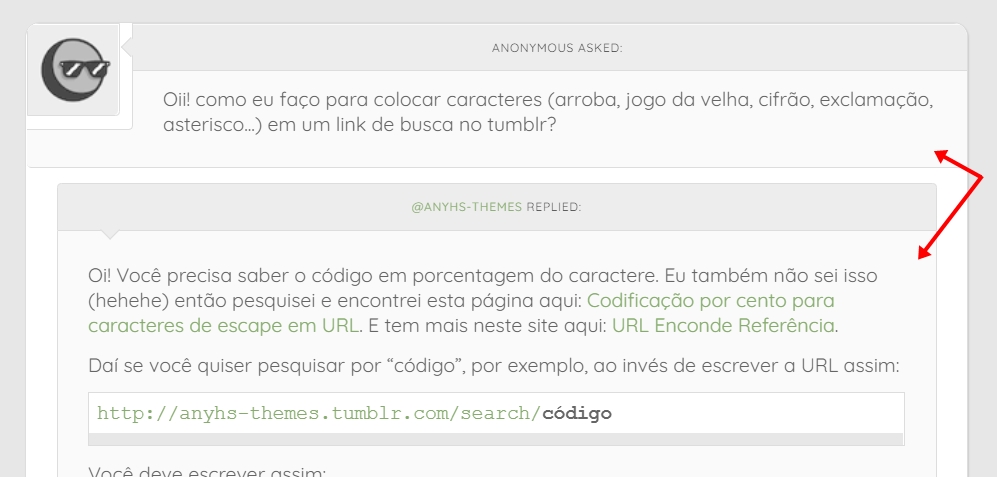 ANONYMOUS ASKED:
Oii! como eu faço para colocar caracteres (arroba, jogo da velha, cifrão, exclamação,
asterisco...) em um link de busca no tumblr?
@ANYHS-THEMES REPLIED:
Oi! Você precisa saber o código em porcentagem do caractere. Eu também não sei isso
(hehehe) então pesquisei e encontrei esta página aqui: Codificação por cento para
caracteres de escape em URL. E tem mais neste site aqui: URL Enconde Referência.
Daí se você quiser pesquisar por “código”, por exemplo, ao invés de escrever a URL assim:
http://anyhs-themes.tumblr.com/search/código
Você deve escrever assim: